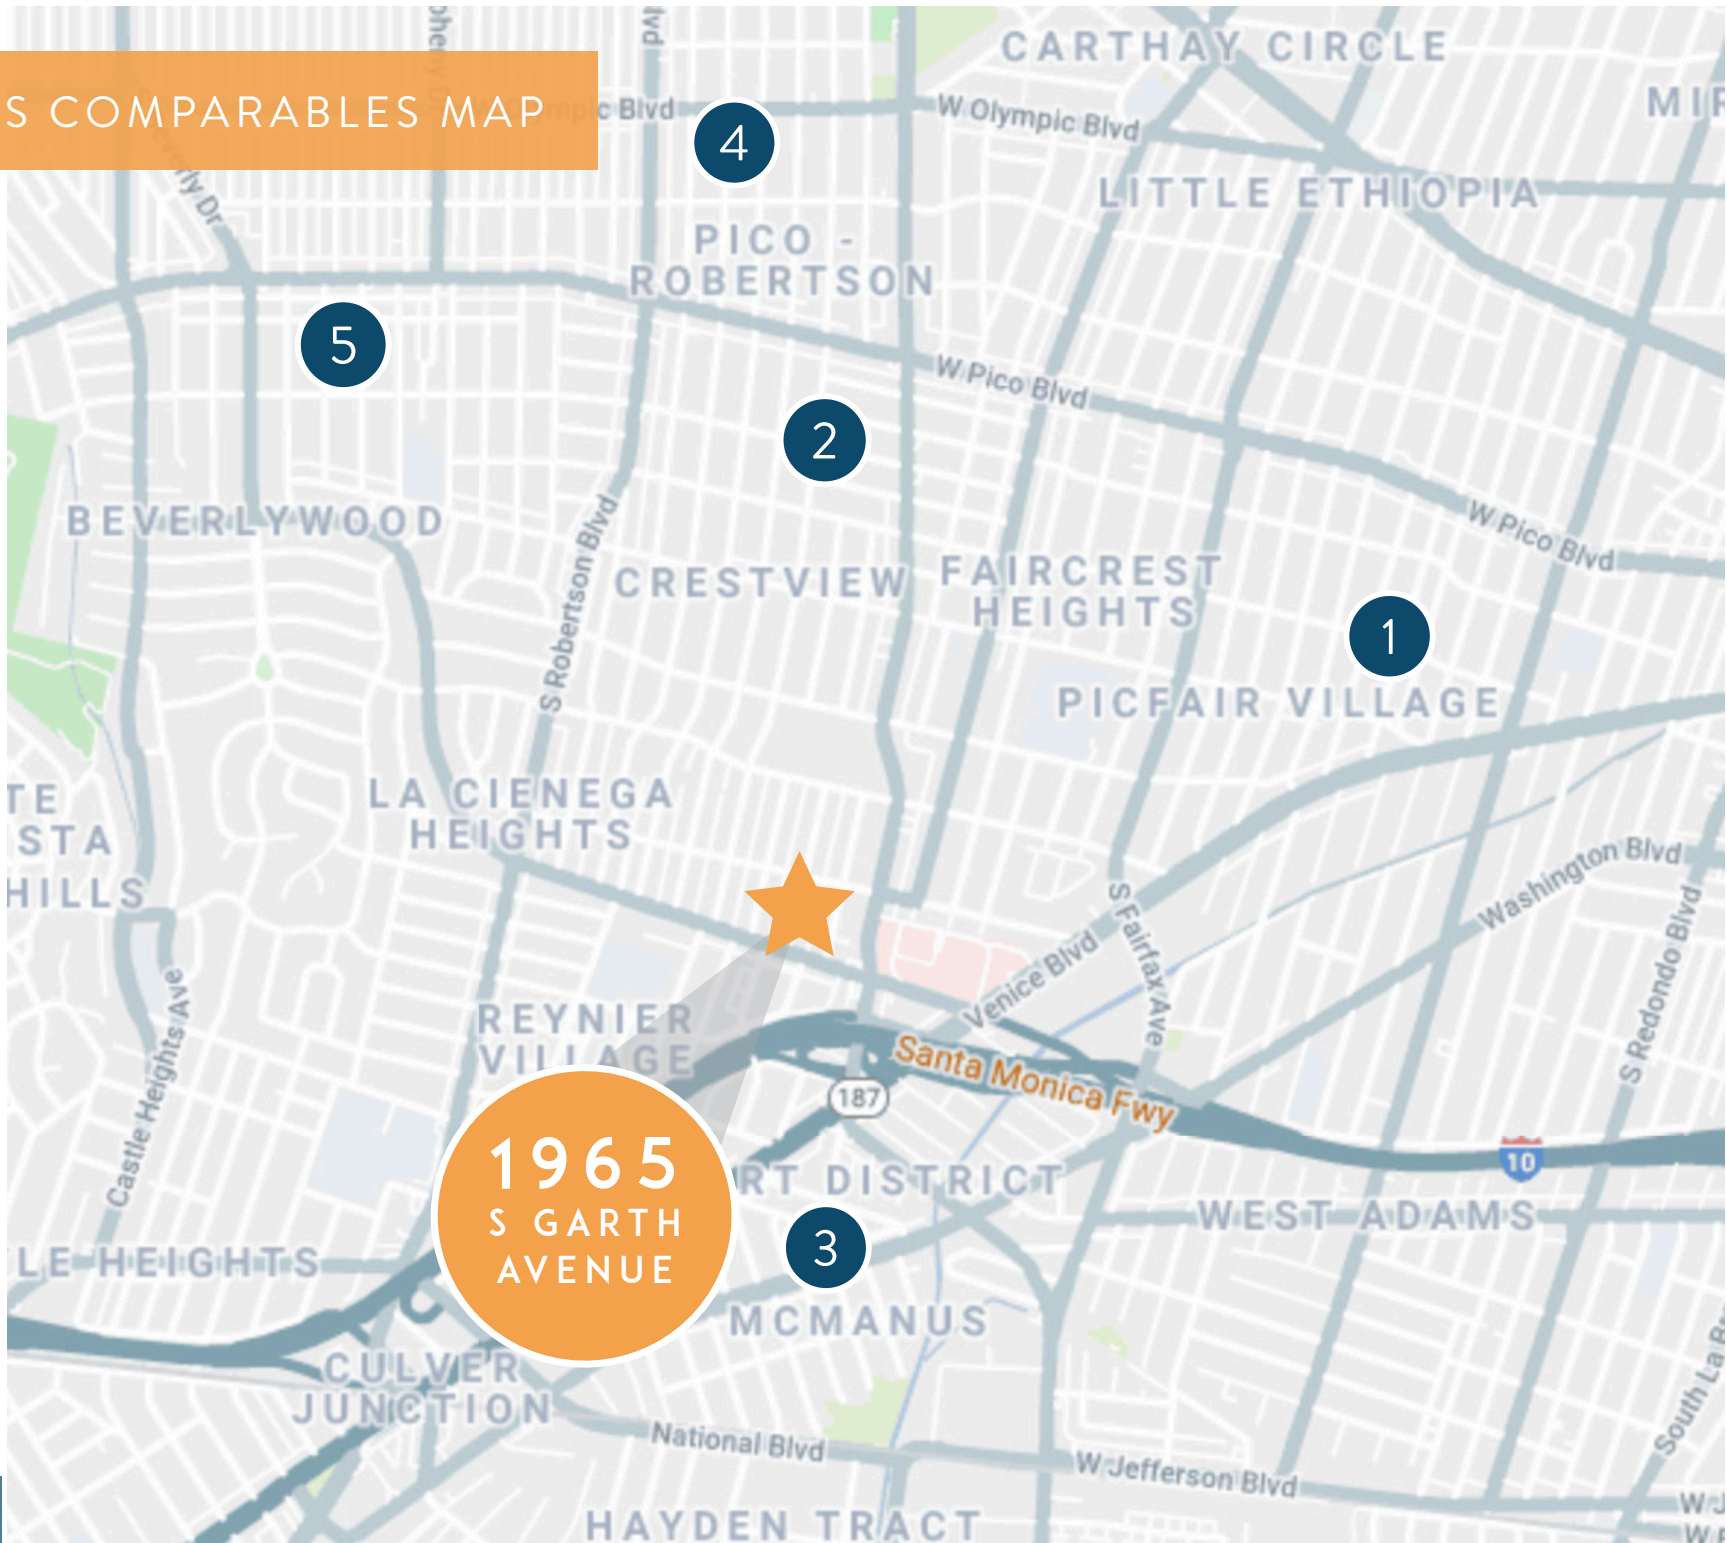 CARTHAY CIRCLE
S COMPARABLES MAP
Blvd
W Olympic Blvd
4
LITTLE ETHIOPIA
PICO -
ROBERTSON
5
W Pico Blvd
2
BEVERLYWOOD
S Robertson Blvd
W Pico Blvd
CRESTVIEW
FAIRCREST
HEIGHTS
1
PICFAIR VILLAGE
LA CIENEGA
HEIGHTS
HILLS
Washington Blvd
S Fairfax Ave
Venice Blvd
S Redondo Blvd
Castle Heights Ave
REYNIER
VILLAGE
Santa Monica Fwy
187
1965
S GARTH
AVENUE
RT DISTRICT
10
WEST ADAMS
3
LE HEIGHTS
MCMANUS
CULVER
JUNCTION
National Blvd
W Jefferson Blvd
HAYDEN TRACT